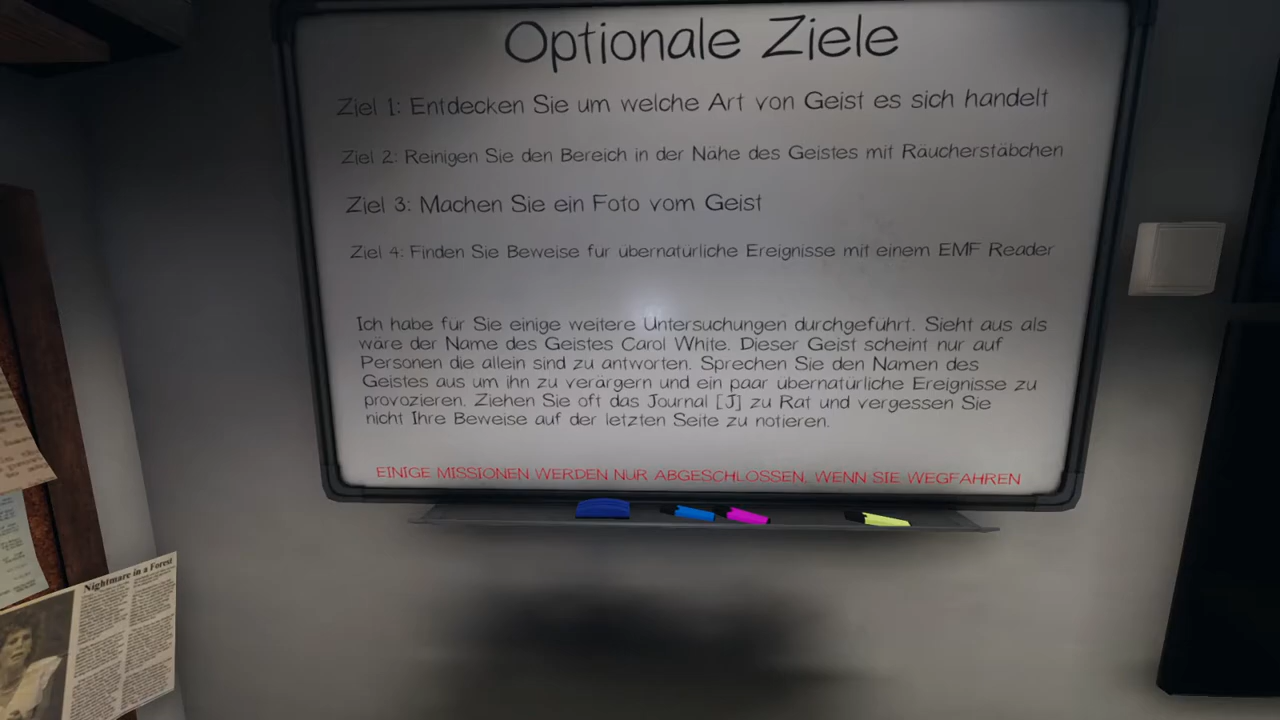 Optionale Ziele
Ziel 1: Entdecken Sie um welche Art von Geist es sich handelt
Ziel 2: Reinigen Sie den Bereich in der Nähe des Geistes mit Räucherstäbchen
Ziel 3: Machen Sie ein Foto vom Geist
Ziel 4: Finden Sie Beweise für übernatürliche Ereignisse mit einem EMF Reader
Ich habe für Sie einige weitere Untersuchungen durchgeführt. Sieht aus als
wäre der Name des Geistes Carol White. Dieser Geist scheint nur auf
Personen die allein sind zu antworten. Sprechen Sie den Namen des
Geistes aus um ihn zu verärgern und ein paar übernatürliche Ereignisse zu
provozieren. Ziehen Sie oft das Journal [J] zu Rat und vergessen Sie
nicht Ihre Beweise auf der letzten Seite zu notieren.
EINIGE MISSIONEN WERDEN NUR ABGESCHLOSSEN, WENN SIE WEGFAHREN
Nightmare in a Forest